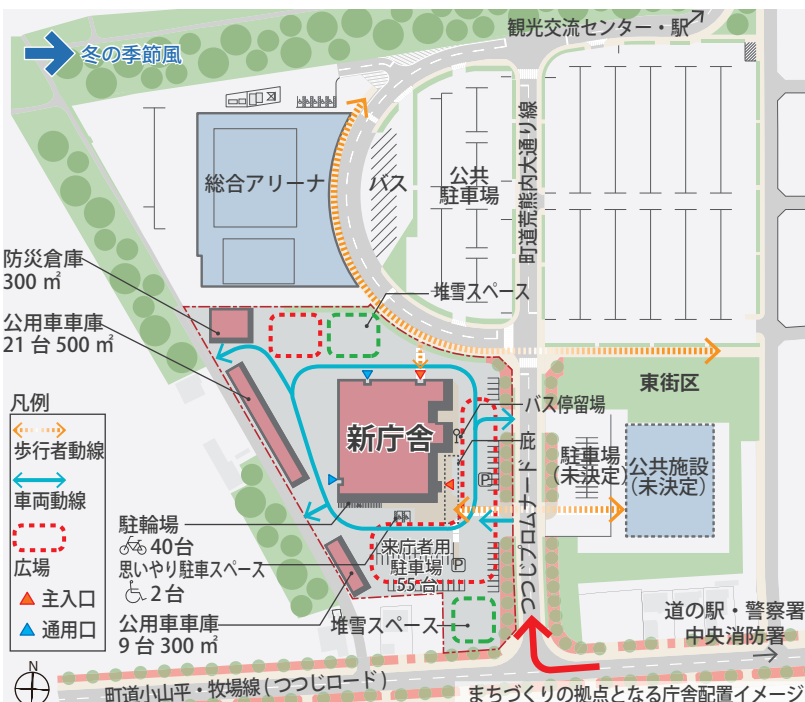 観光交流センター・駅
冬の季節風
総合アリーナ
バス
公共
駐車場
町道荒熊内大通り線
防災倉庫
300 ㎡
堆雪スペース
公用車車庫
21 台 500 ㎡
東街区
凡例
歩行者動線
車両動線
広場
主入口
通用口
新庁舎
バス停留場
庇
駐車場
(未決定)
公共施設
(未決定)
つつじプロムナード
P
駐輪場
40台
思いやり駐車スペース
2 台
来庁者用
駐車場
55 台
P
公用車車庫
9 台 300 ㎡
堆雪スペース
道の駅・警察署
中央消防署
N
町道小山平・牧場線 ( つつじロード )
まちづくりの拠点となる庁舎配置イメージ